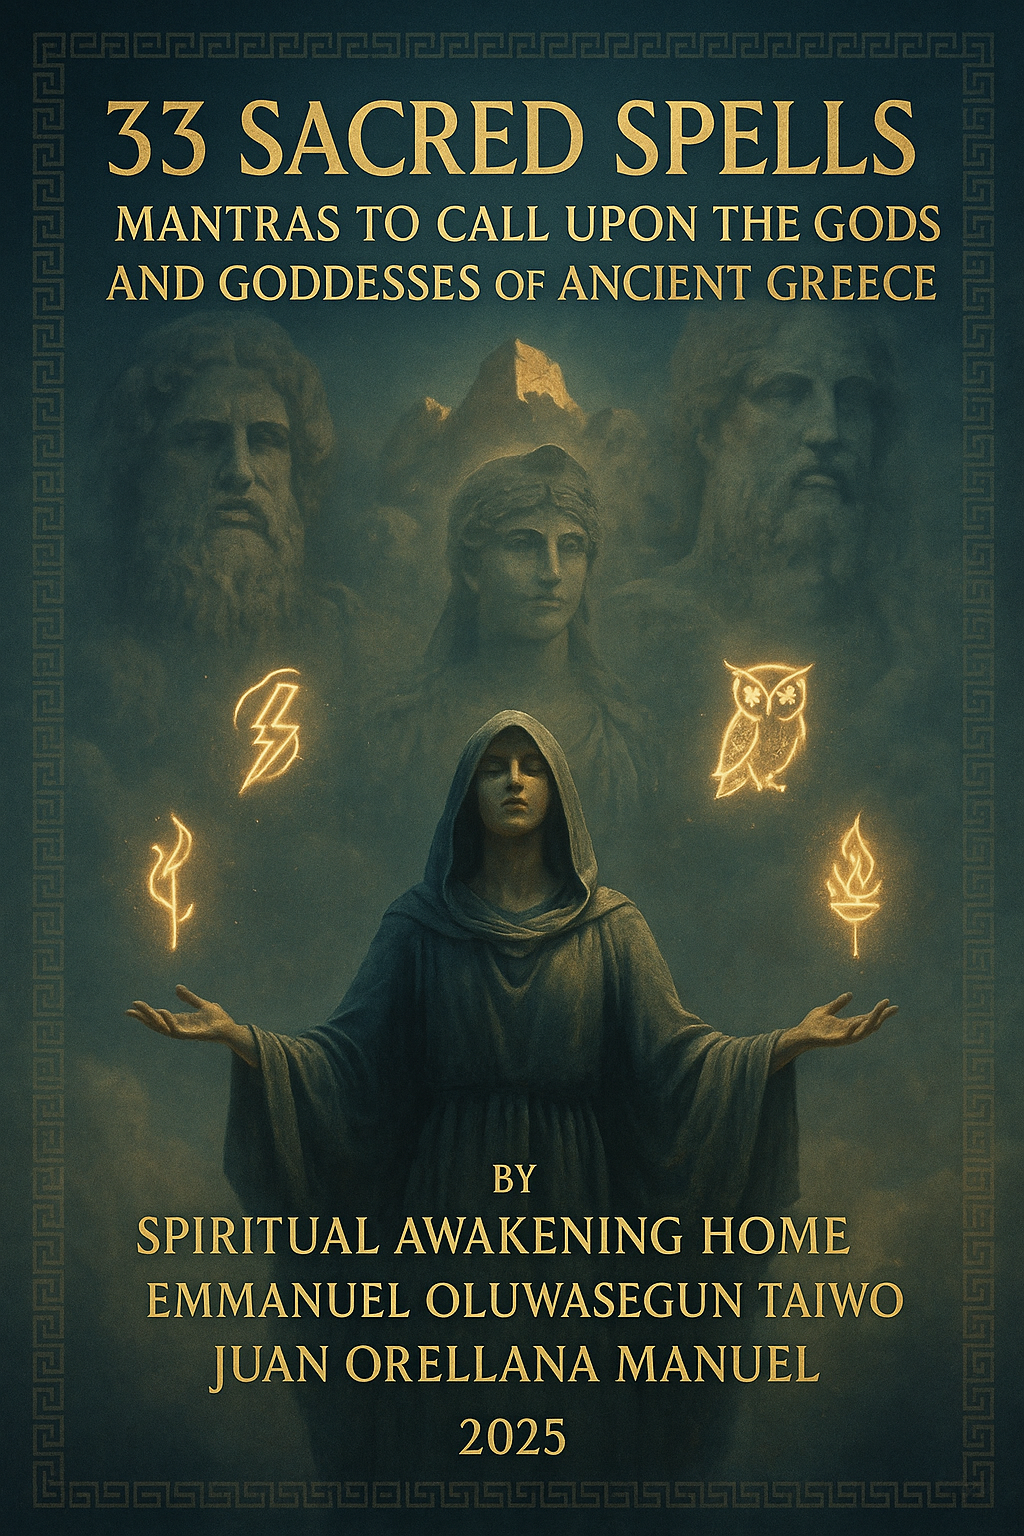 33 SACRED SPELLS
MANTRAS TO CALL UPON THE GODS
AND GODDESSES OF ANCIENT GREECE
BY
SPIRITUAL AWAKENING HOME
EMMANUEL OLUWASEGUN TAIWO
JUAN ORELLANA MANUEL
2025